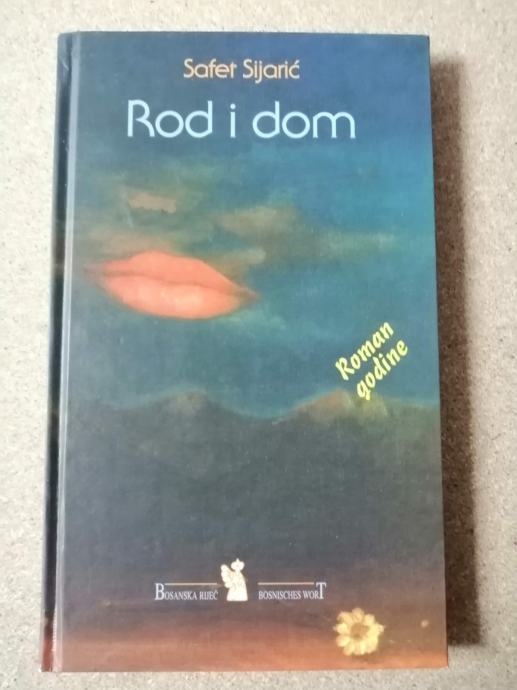 Safet Sijarić
Rod i dom
Roman
godine
BOSANSKA RIJEČ BOSNISCHES WORT